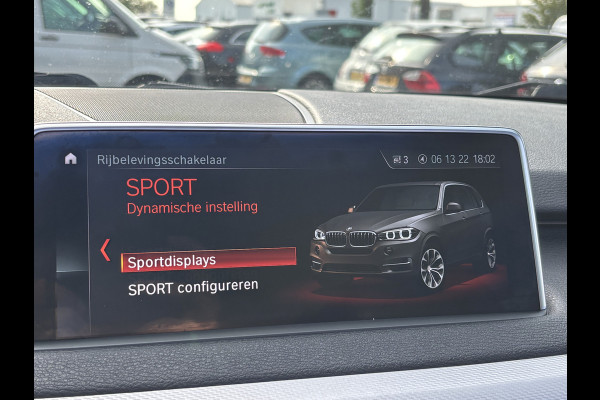 Rijbelevingsschakelaar
3 06 13 22 18:02
SPORT
Dynamische instelling
Sportdisplays
SPORT configureren